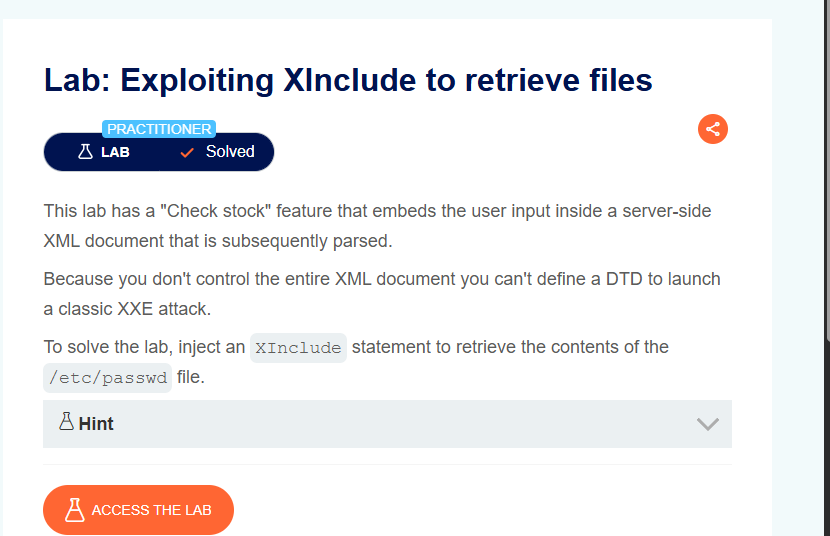 Lab: Exploiting XInclude to retrieve files
PRACTITIONER
LAB
Solved
This lab has a "Check stock" feature that embeds the user input inside a server-side
XML document that is subsequently parsed.
Because you don't control the entire XML document you can't define a DTD to launch
a classic XXE attack.
To solve the lab, inject an XInclude statement to retrieve the contents of the
/etc/passwd file.
Hint
ACCESS THE LAB